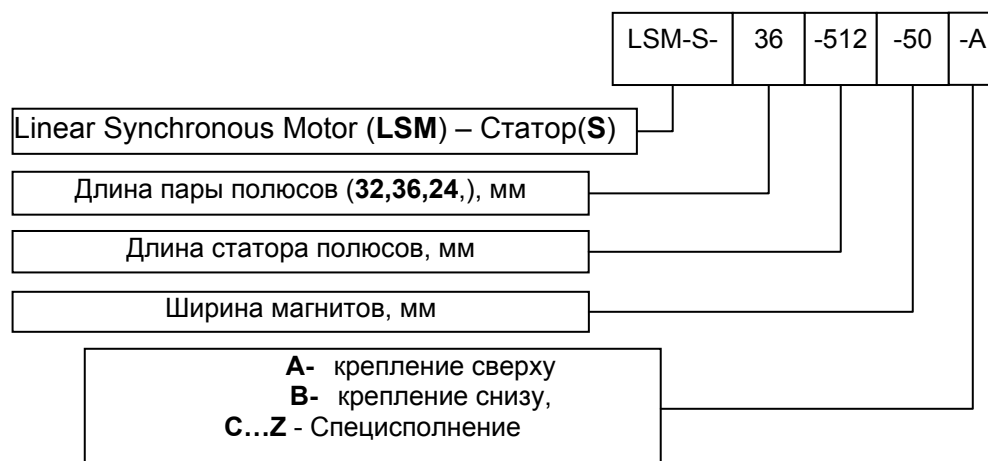 LSM-S- 36 -512 -50 -A
Linear Synchronous Motor (LSM) – Статор(S)
Длина пары полюсов (32,36,24,), мм
Длина статора полюсов, мм
Ширина магнитов, мм
A- крепление сверху
B- крепление снизу,
C...Z - Специсполнение